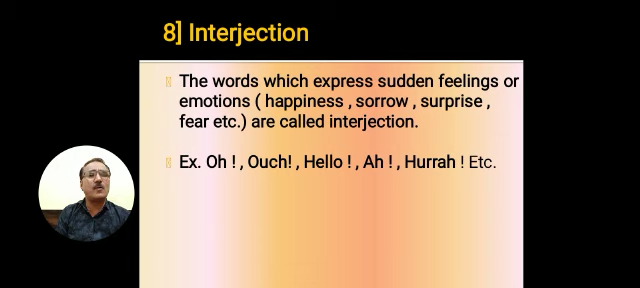 8] Interjection
The words which express sudden feelings or
emotions ( happiness , sorrow , surprise ,
fear etc.) are called interjection.
Ex. Oh ! , Ouch! , Hello ! , Ah ! , Hurrah ! Etc.